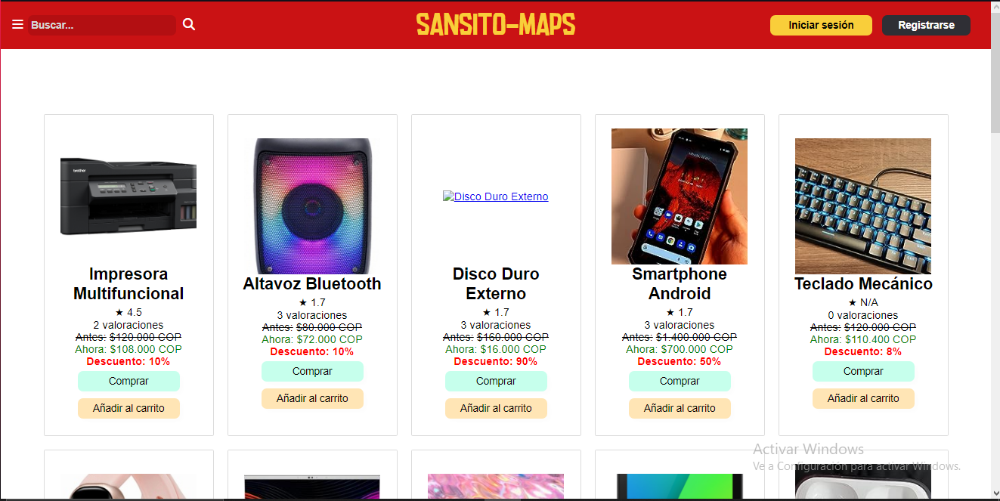 Buscar...
SANSITO-MAPS
Iniciar sesión
Registrarse
brother
Disco Duro Externo
Impresora
Multifuncional
★ 4.5
2 valoraciones
Antes: $120.000 COP
Ahora: $108.000 COP
Descuento: 10%
Comprar
Añadir al carrito
Altavoz Bluetooth
★ 1.7
3 valoraciones
Antes: $80.000 COP
Ahora: $72.000 COP
Descuento: 10%
Comprar
Añadir al carrito
Disco Duro
Externo
★ 1.7
3 valoraciones
Antes: $160.000 COP
Ahora: $16.000 COP
Descuento: 90%
Comprar
Añadir al carrito
Smartphone
Android
★ 1.7
3 valoraciones
Antes: $1.400.000 COP
Ahora: $700.000 COP
Descuento: 50%
Comprar
Añadir al carrito
Teclado Mecánico
★ N/A
0 valoraciones
Antes: $120.000 COP
Ahora: $110.400 COP
Descuento: 8%
Comprar
Añadir al carrito
Activar Windows
Ve a Configuración para activar Windows.